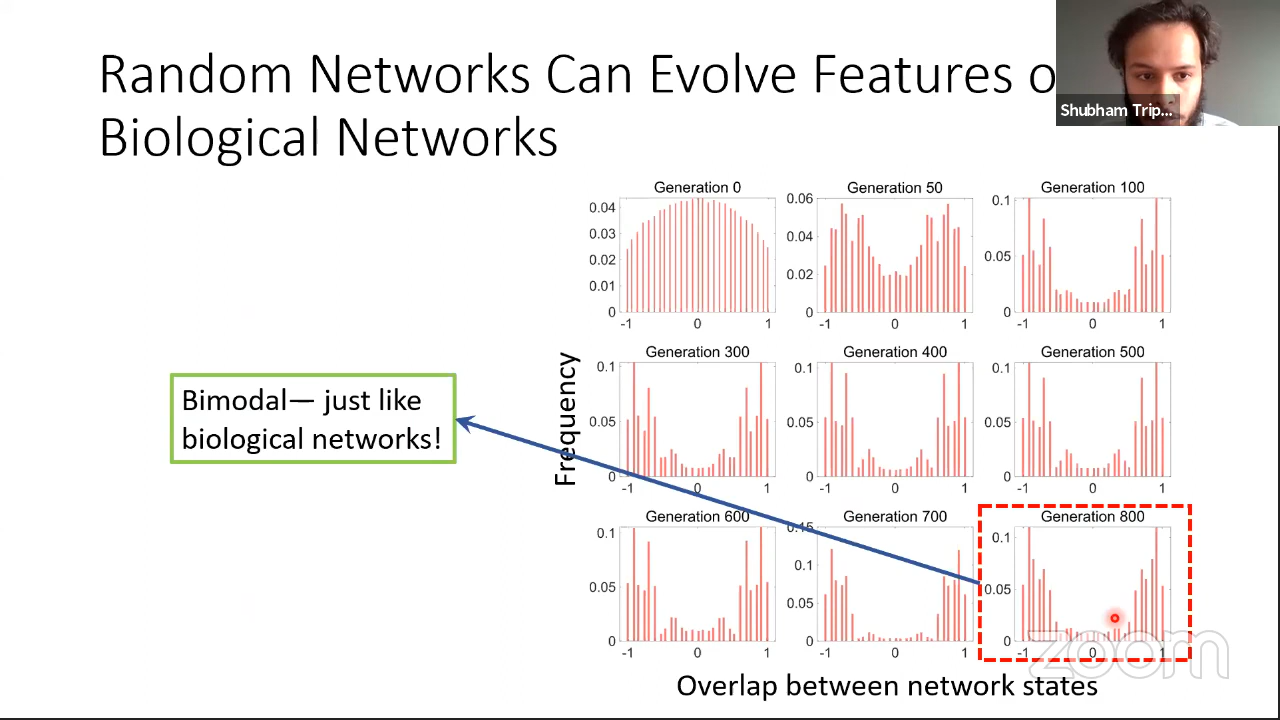 Random Networks Can Evolve Features o
Biological Networks
Shubham Trip...
Bimodal— just like
biological networks!
Frequency
Generation 0
0.04
0.03
0.02
0.01
0
-1 0 1
Generation 50
0.06
0.04
0.02
0
-1 0 1
Generation 100
0.1
0.05
0
-1 0 1
Generation 300
0.1
0.05
0
-1 0 1
Generation 400
0.1
0.05
0
-1 0 1
Generation 500
0.1
0.05
0
-1 0 1
Generation 600
0.1
0.05
0
-1 0 1
Generation 700
0.15
0.1
0.05
0
-1 0 1
Generation 800
0.1
0.05
0
-1 0 1
Overlap between network states
zoom